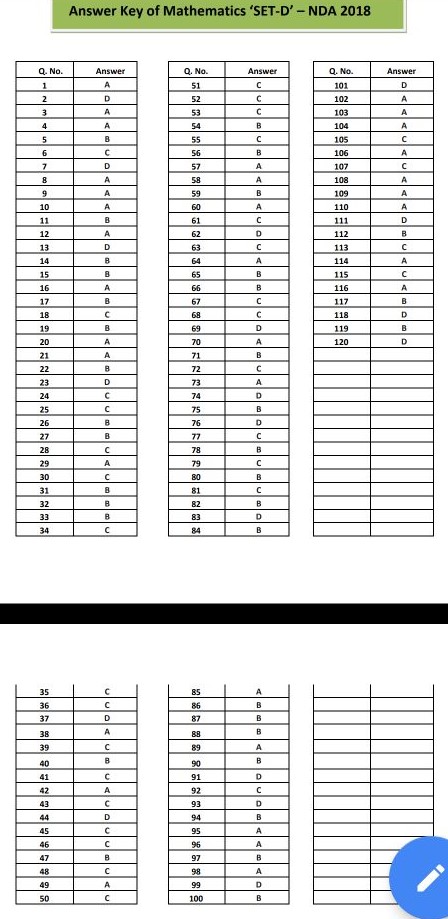 Answer Key of Mathematics ‘SET-D’ – NDA 2018
Q. No. Answer Q. No. Answer Q. No. Answer
1 A 51 C 101 D
2 D 52 C 102 A
3 A 53 C 103 A
4 A 54 B 104 A
5 B 55 C 105 C
6 C 56 B 106 A
7 D 57 A 107 C
8 A 58 A 108 A
9 A 59 B 109 A
10 A 60 A 110 A
11 B 61 C 111 D
12 A 62 D 112 B
13 D 63 C 113 C
14 B 64 A 114 A
15 B 65 B 115 C
16 A 66 B 116 A
17 B 67 C 117 B
18 C 68 C 118 D
19 B 69 D 119 B
20 A 70 A 120 D
21 A 71 B
22 B 72 C
23 D 73 A
24 C 74 D
25 C 75 B
26 B 76 D
27 B 77 C
28 C 78 B
29 A 79 C
30 C 80 B
31 B 81 C
32 B 82 B
33 B 83 D
34 C 84 B
35 C 85 A
36 C 86 B
37 D 87 B
38 A 88 B
39 C 89 A
40 B 90 B
41 C 91 D
42 A 92 C
43 C 93 D
44 D 94 B
45 C 95 A
46 C 96 A
47 B 97 B
48 C 98 A
49 A 99 D
50 C 100 B